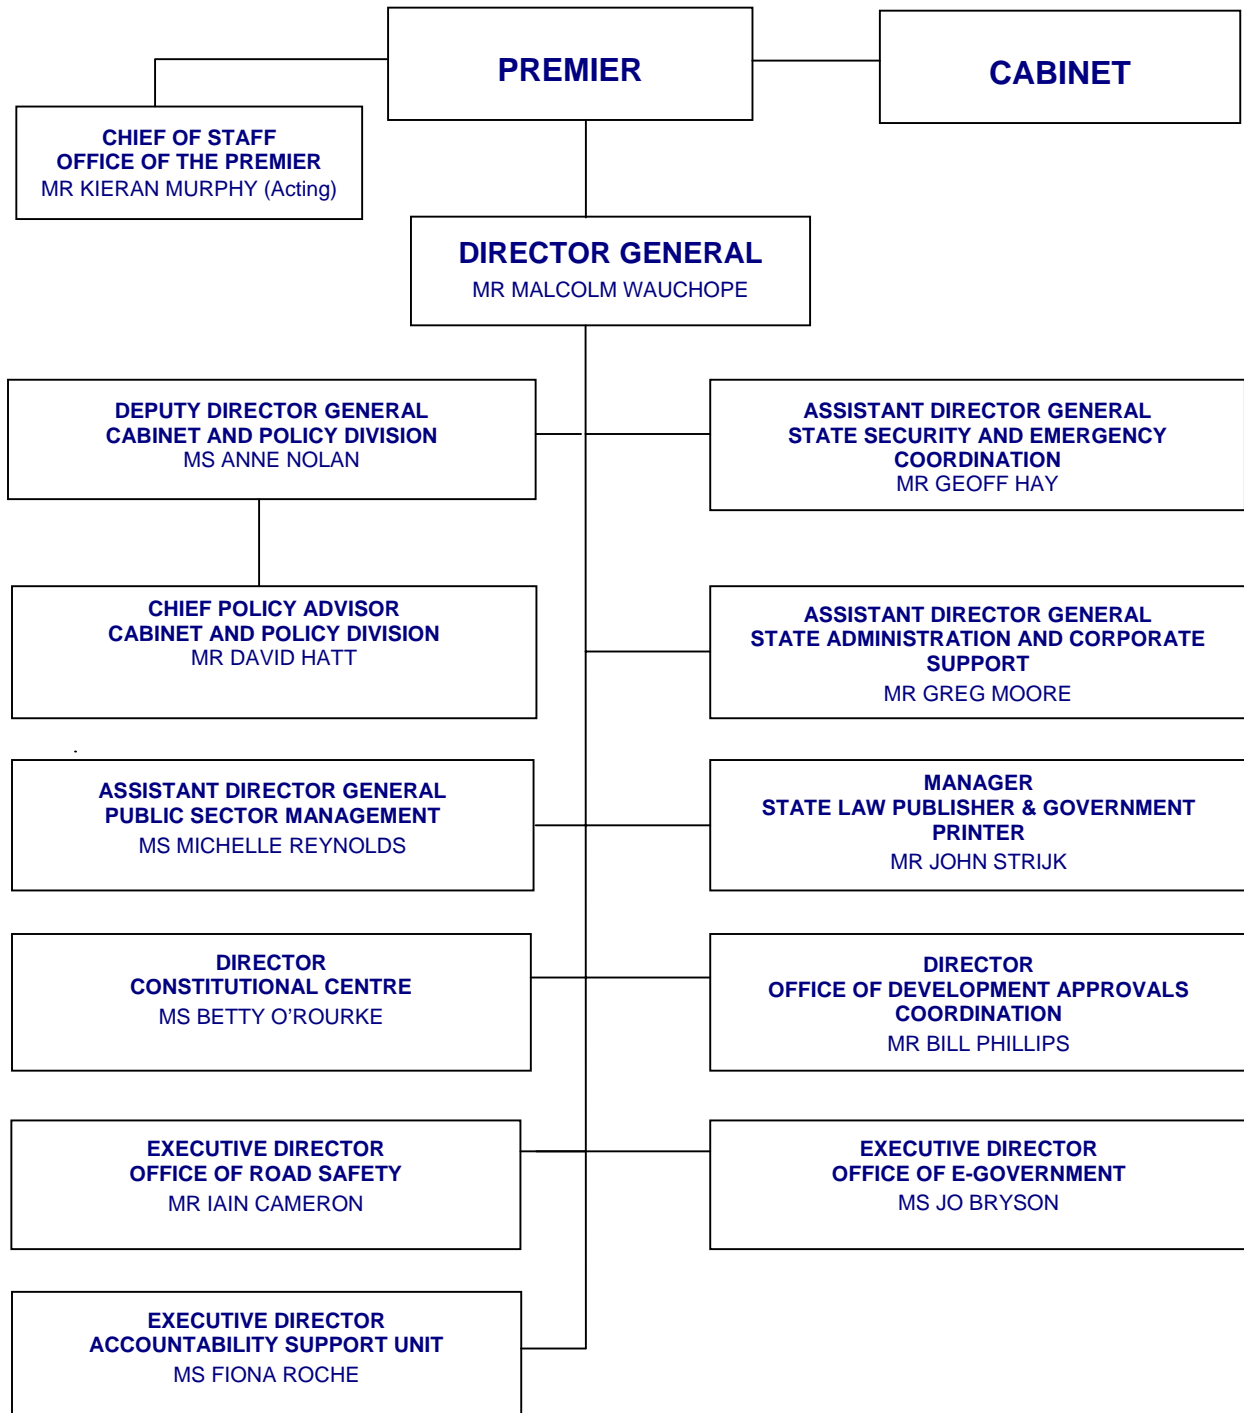 PREMIER
CABINET
CHIEF OF STAFF
OFFICE OF THE PREMIER
MR KIERAN MURPHY (Acting)
DIRECTOR GENERAL
MR MALCOLM WAUCHOPE
DEPUTY DIRECTOR GENERAL
CABINET AND POLICY DIVISION
MS ANNE NOLAN
ASSISTANT DIRECTOR GENERAL
STATE SECURITY AND EMERGENCY
COORDINATION
MR GEOFF HAY
CHIEF POLICY ADVISOR
CABINET AND POLICY DIVISION
MR DAVID HATT
ASSISTANT DIRECTOR GENERAL
STATE ADMINISTRATION AND CORPORATE
SUPPORT
MR GREG MOORE
ASSISTANT DIRECTOR GENERAL
PUBLIC SECTOR MANAGEMENT
MS MICHELLE REYNOLDS
MANAGER
STATE LAW PUBLISHER & GOVERNMENT
PRINTER
MR JOHN STRIJK
DIRECTOR
CONSTITUTIONAL CENTRE
MS BETTY O’ROURKE
DIRECTOR
OFFICE OF DEVELOPMENT APPROVALS
COORDINATION
MR BILL PHILLIPS
EXECUTIVE DIRECTOR
OFFICE OF ROAD SAFETY
MR IAIN CAMERON
EXECUTIVE DIRECTOR
OFFICE OF E-GOVERNMENT
MS JO BRYSON
EXECUTIVE DIRECTOR
ACCOUNTABILITY SUPPORT UNIT
MS FIONA ROCHE